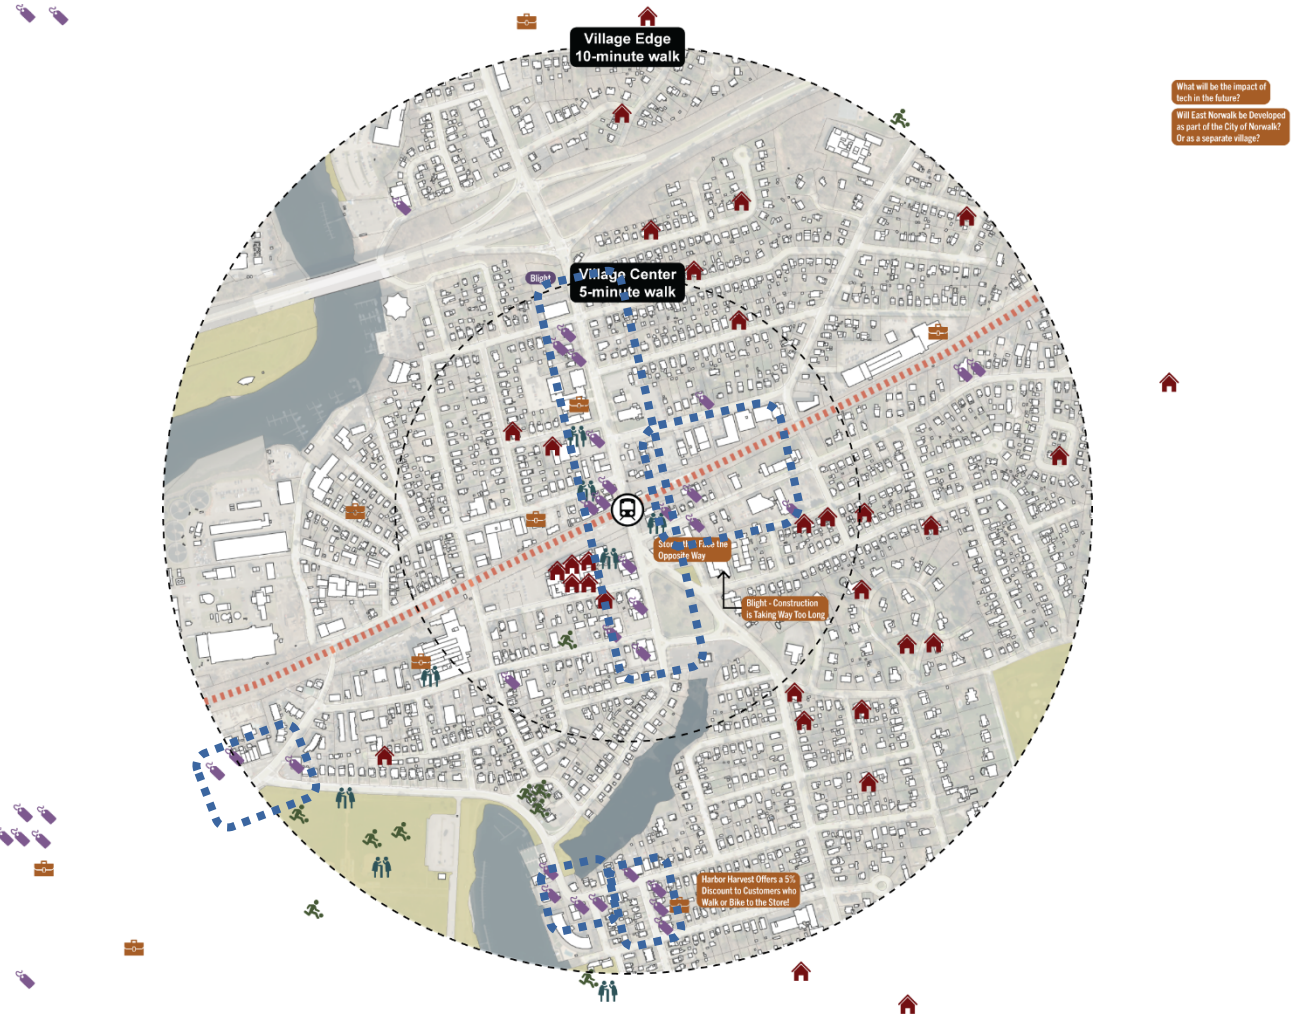 Village Edge
10-minute walk
What will be the impact of
tech in the future?
Will East Norwalk be Developed
as part of the City of Norwalk?
Or as a separate village?
Blight
Village Center
5-minute walk
the
Opposite Way
Blight - Construction
is Taking Way Too Long
Harbor Harvest Offers a 5%
Discount to Customers who
Walk or Bike to the Store!